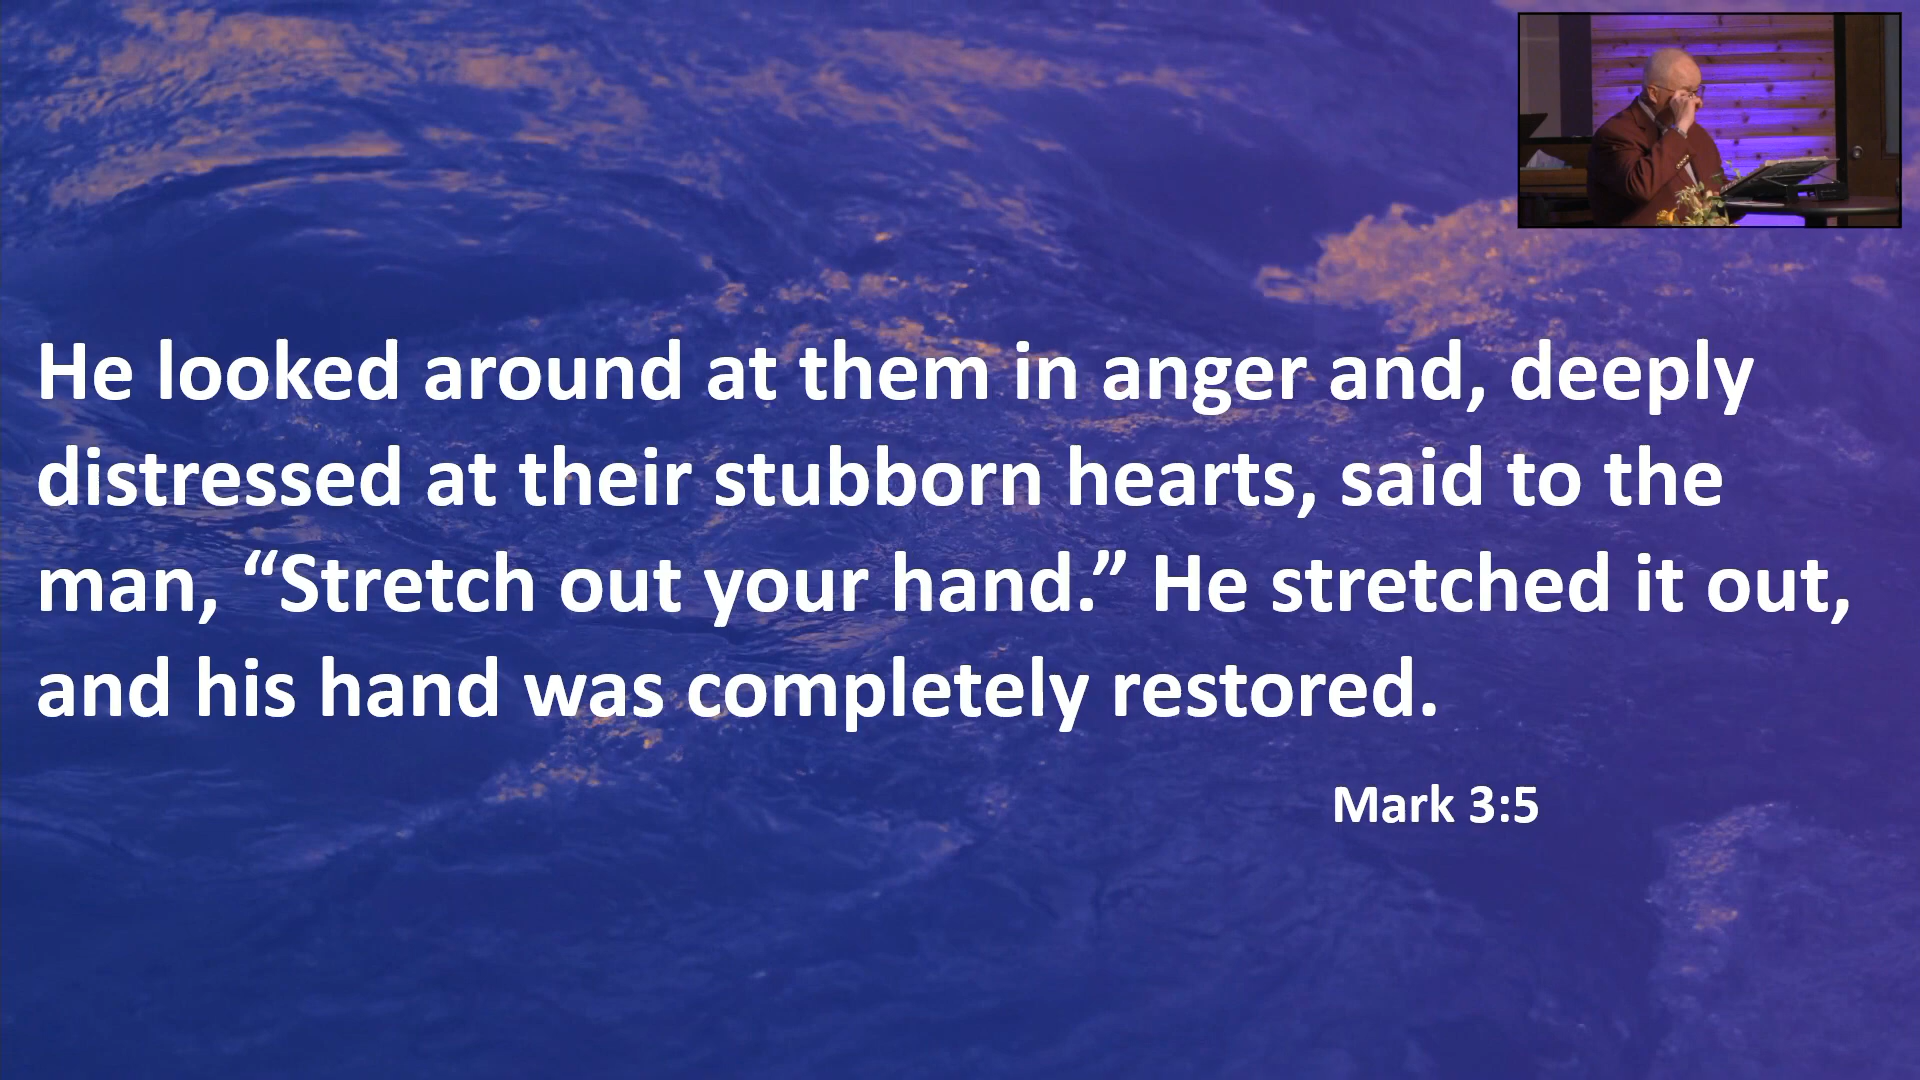 He looked around at them in anger and, deeply
distressed at their stubborn hearts, said to the
man, “Stretch out your hand.” He stretched it out,
and his hand was completely restored.
Mark 3:5